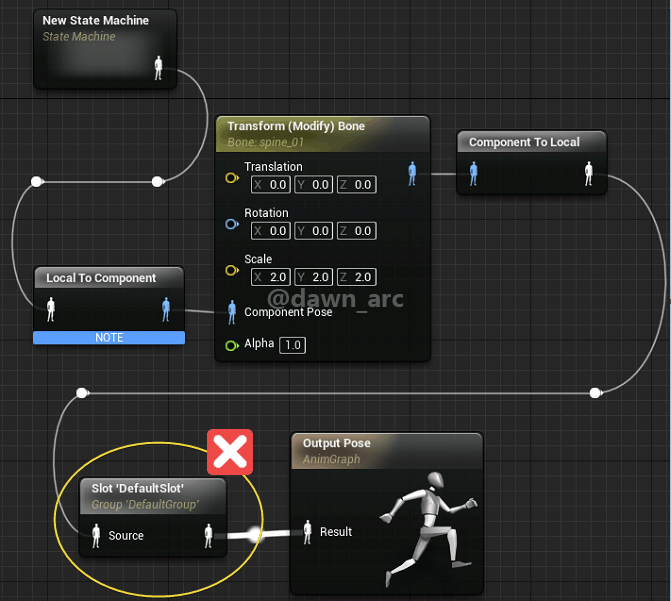 New State Machine
State Machine
Transform (Modify) Bone
Bone: spine_01
Translation
X 0.0 Y 0.0 Z 0.0
Rotation
X 0.0 Y 0.0 Z 0.0
Scale
X 2.0 Y 2.0 Z 2.0
@dawn_arc
Component Pose
Alpha 1.0
Component To Local
Local To Component
NOTE
Slot 'DefaultSlot'
Group 'DefaultGroup'
Source
Output Pose
AnimGraph
Result